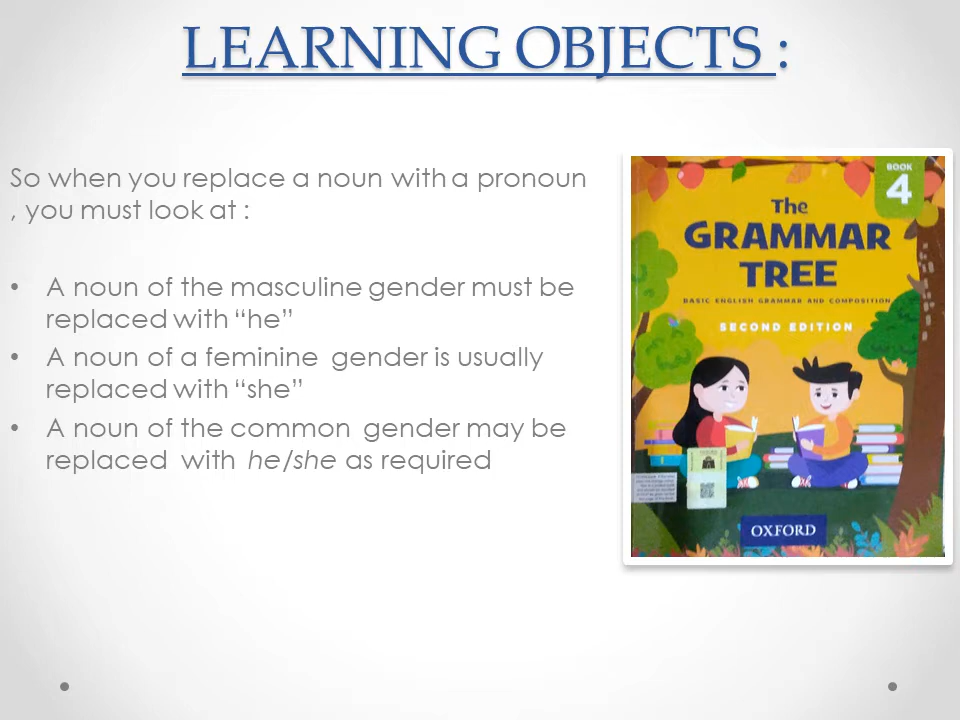 LEARNING OBJECTS :
So when you replace a noun with a pronoun
, you must look at :
• A noun of the masculine gender must be
replaced with “he”
• A noun of a feminine gender is usually
replaced with “she”
• A noun of the common gender may be
replaced with he/she as required
BOOK
4
The
GRAMMAR
TREE
BASIC ENGLISH GRAMMAR AND COMPOSITION
SECOND EDITION
OXFORD